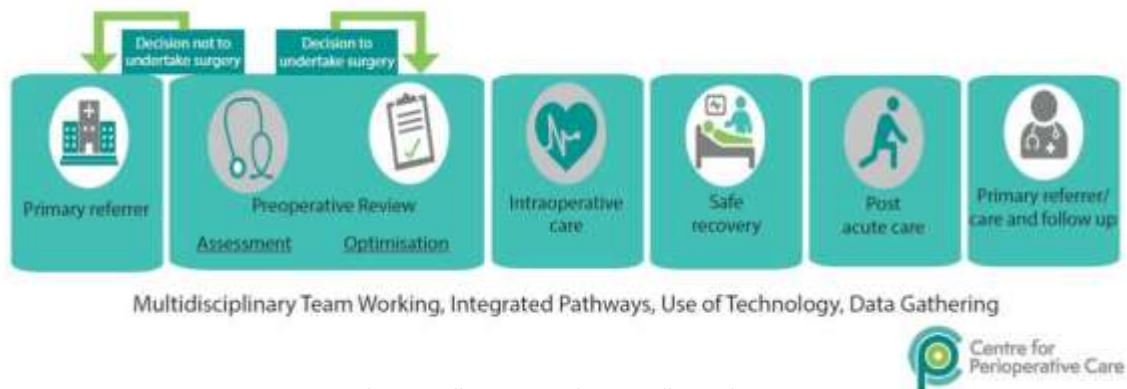 Decision not to
undertake surgery
Decision to
undertake surgery
Primary referrer
Preoperative Review
Assessment
Optimisation
Intraoperative
care
Safe
recovery
Post
acute care
Primary referrer/
care and follow up
Multidisciplinary Team Working, Integrated Pathways, Use of Technology, Data Gathering
Centre for
Perioperative Care